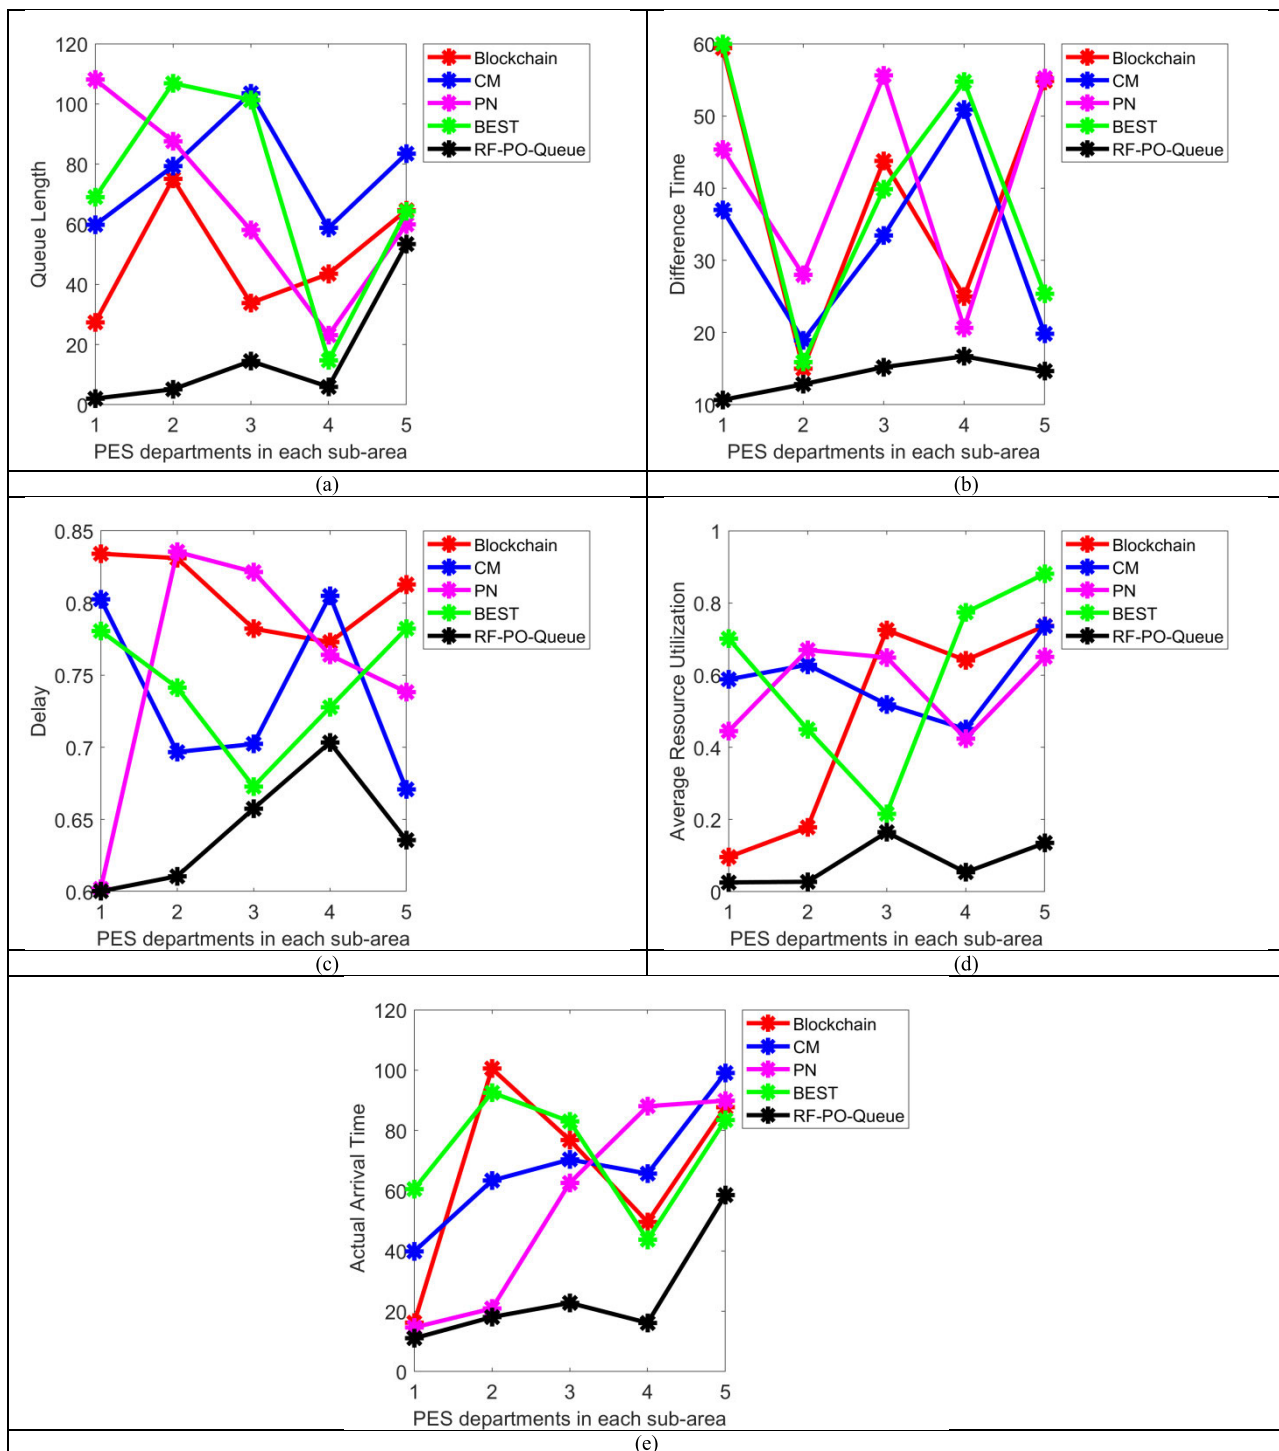 120
100
80
60
40
20
0
Queue Length
1 2 3 4 5
PES departments in each sub-area
Blockchain
CM
PN
BEST
RF-PO-Queue
(a)
60
50
40
30
20
10
Difference Time
1 2 3 4 5
PES departments in each sub-area
Blockchain
CM
PN
BEST
RF-PO-Queue
(b)
0.85
0.8
0.75
0.7
0.65
0.6
Delay
1 2 3 4 5
PES departments in each sub-area
Blockchain
CM
PN
BEST
RF-PO-Queue
(c)
1
0.8
0.6
0.4
0.2
0
Average Resource Utilization
1 2 3 4 5
PES departments in each sub-area
Blockchain
CM
PN
BEST
RF-PO-Queue
(d)
120
100
80
60
40
20
0
Actual Arrival Time
1 2 3 4 5
PES departments in each sub-area
Blockchain
CM
PN
BEST
RF-PO-Queue
(e)